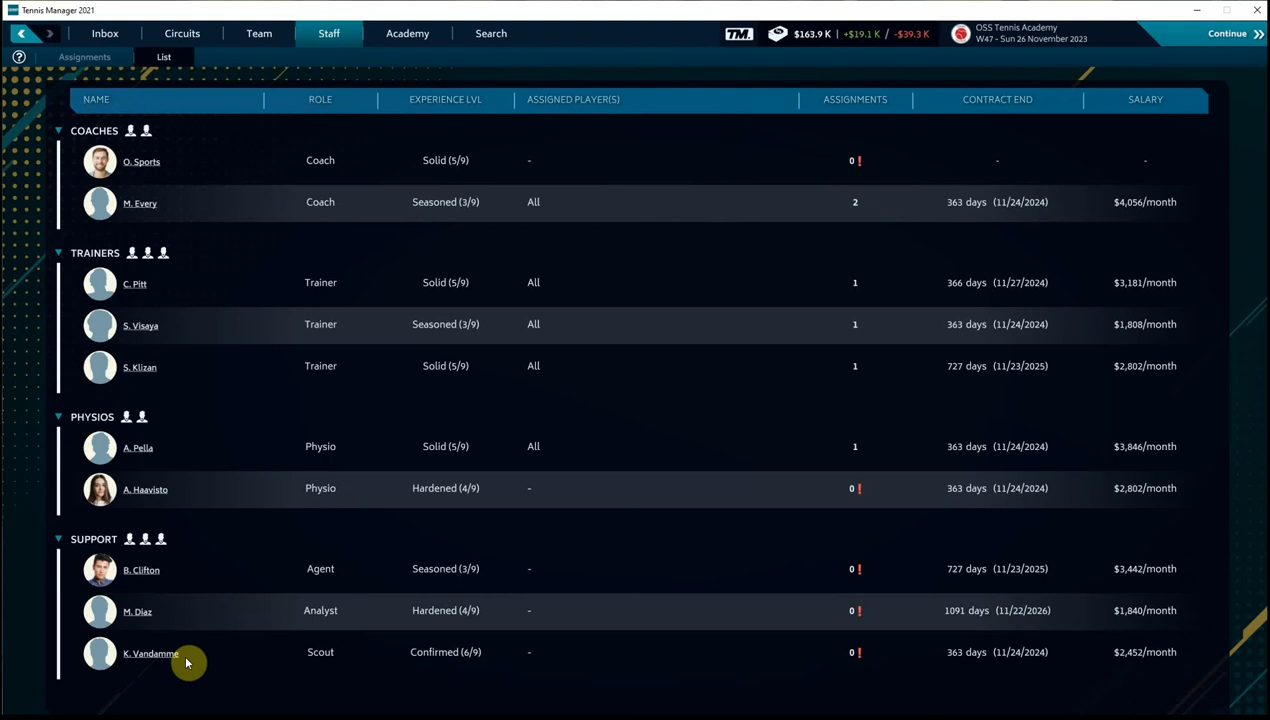 Tennis Manager 2021
Inbox Circuits Team Staff Academy Search TM. $163.9 K | +$19.1 K | -$39.3 K OSS Tennis Academy Continue
W47 - Sun 26 November 2023
? Assignments List
NAME ROLE EXPERIENCE LVL ASSIGNED PLAYER(S) ASSIGNMENTS CONTRACT END SALARY
COACHES
O. Sports Coach Solid (5/9) - 0! - -
M. Every Coach Seasoned (3/9) All 2 363 days (11/24/2024) $4,056/month
TRAINERS
C. Pitt Trainer Solid (5/9) All 1 366 days (11/27/2024) $3,181/month
S. Visaya Trainer Seasoned (3/9) All 1 363 days (11/24/2024) $1,808/month
S. Klizan Trainer Solid (5/9) All 1 727 days (11/23/2025) $2,802/month
PHYSIOS
A. Pella Physio Solid (5/9) All 1 363 days (11/24/2024) $3,846/month
A. Haavisto Physio Hardened (4/9) - 0! 363 days (11/24/2024) $2,802/month
SUPPORT
B. Clifton Agent Seasoned (3/9) - 0! 727 days (11/23/2025) $3,442/month
M. Diaz Analyst Hardened (4/9) - 0! 1091 days (11/22/2026) $1,840/month
K. Vandamme Scout Confirmed (6/9) - 0! 363 days (11/24/2024) $2,452/month